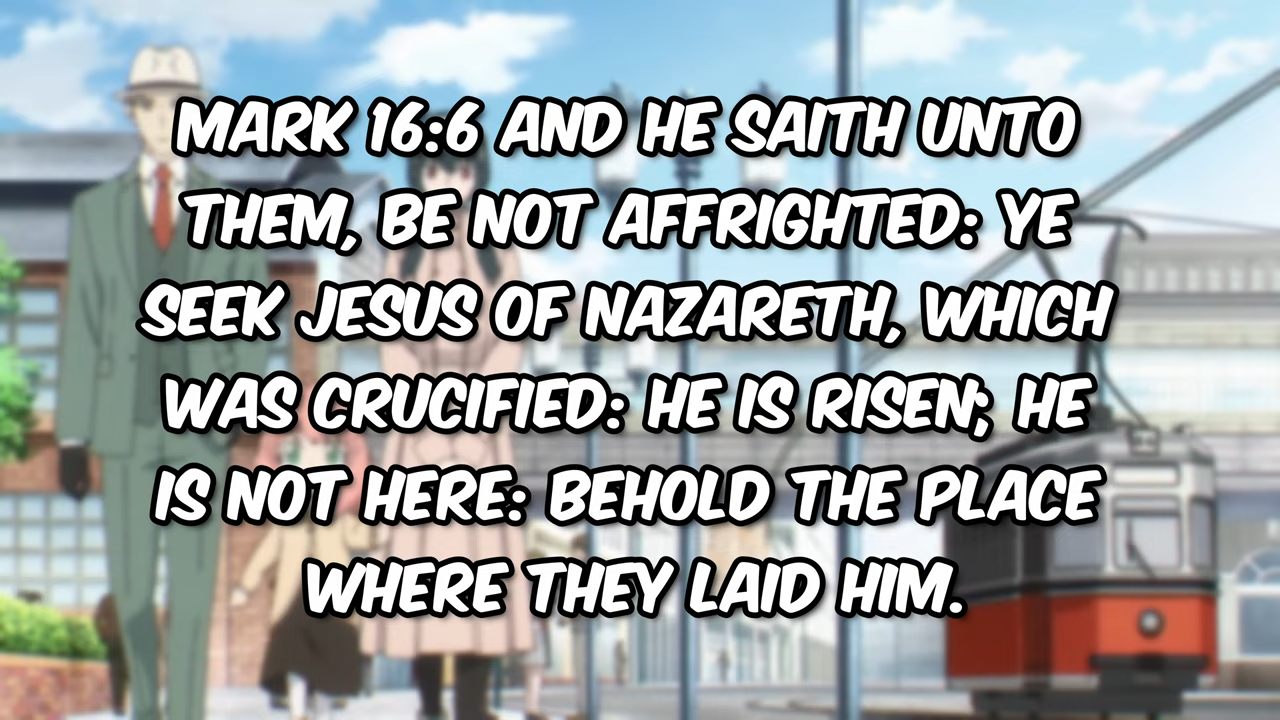 MARK 16:6 AND HE SAITH UNTO
THEM, BE NOT AFFRIGHTED: YE
SEEK JESUS OF NAZARETH, WHICH
WAS CRUCIFIED: HE IS RISEN; HE
IS NOT HERE: BEHOLD THE PLACE
WHERE THEY LAID HIM.